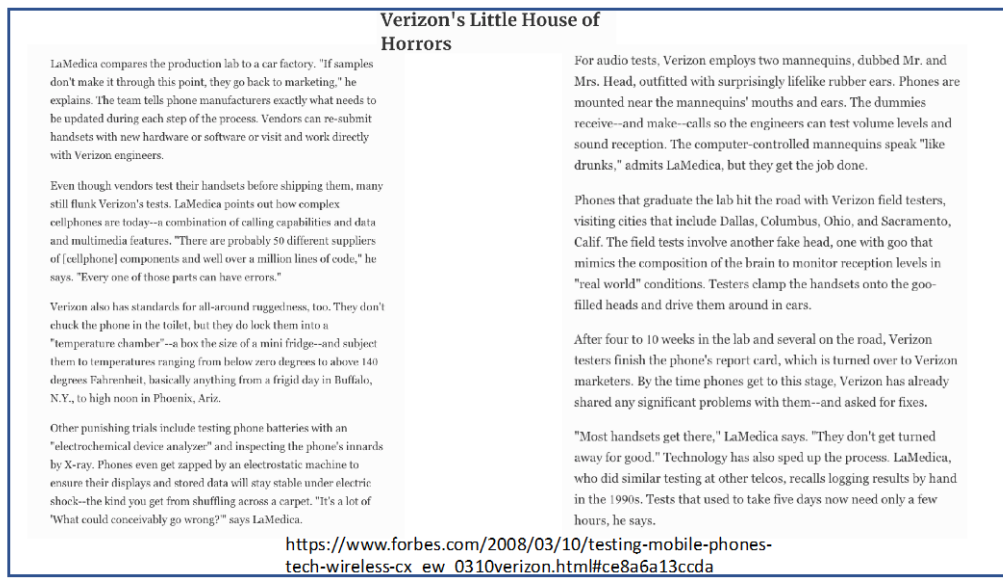 Verizon's Little House of
Horrors
LaMedica compares the production lab to a car factory. "If samples
don't make it through this point, they go back to marketing," he
explains. The team tells phone manufacturers exactly what needs to
be updated during each step of the process. Vendors can re-submit
handsets with new hardware or software or visit and work directly
with Verizon engineers.
Even though vendors test their handsets before shipping them, many
still flunk Verizon's tests. LaMedica points out how complex
cellphones are today--a combination of calling capabilities and data
and multimedia features. "There are probably 50 different suppliers
of [cellphone] components and well over a million lines of code," he
says. "Every one of those parts can have errors."
Verizon also has standards for all-around ruggedness, too. They don't
chuck the phone in the toilet, but they do lock them into a
"temperature chamber"--a box the size of a mini fridge--and subject
them to temperatures ranging from below zero degrees to above 140
degrees Fahrenheit, basically anything from a frigid day in Buffalo,
N.Y., to high noon in Phoenix, Ariz.
Other punishing trials include testing phone batteries with an
"electrochemical device analyzer" and inspecting the phone's innards
by X-ray. Phones even get zapped by an electrostatic machine to
ensure their displays and stored data will stay stable under electric
shock--the kind you get from shuffling across a carpet. "It's a lot of
'What could conceivably go wrong?'" says LaMedica.
For audio tests, Verizon employs two mannequins, dubbed Mr. and
Mrs. Head, outfitted with surprisingly lifelike rubber ears. Phones are
mounted near the mannequins' mouths and ears. The dummies
receive--and make--calls so the engineers can test volume levels and
sound reception. The computer-controlled mannequins speak "like
drunks," admits LaMedica, but they get the job done.
Phones that graduate the lab hit the road with Verizon field testers,
visiting cities that include Dallas, Columbus, Ohio, and Sacramento,
Calif. The field tests involve another fake head, one with goo that
mimics the composition of the brain to monitor reception levels in
"real world" conditions. Testers clamp the handsets onto the goo-
filled heads and drive them around in cars.
After four to 10 weeks in the lab and several on the road, Verizon
testers finish the phone's report card, which is turned over to Verizon
marketers. By the time phones get to this stage, Verizon has already
shared any significant problems with them--and asked for fixes.
"Most handsets get there," LaMedica says. "They don't get turned
away for good." Technology has also sped up the process. LaMedica,
who did similar testing at other telcos, recalls logging results by hand
in the 1990s. Tests that used to take five days now need only a few
hours, he says.
https://www.forbes.com/2008/03/10/testing-mobile-phones-
tech-wireless-cx_ew_0310verizon.html#ce8a6a13ccda